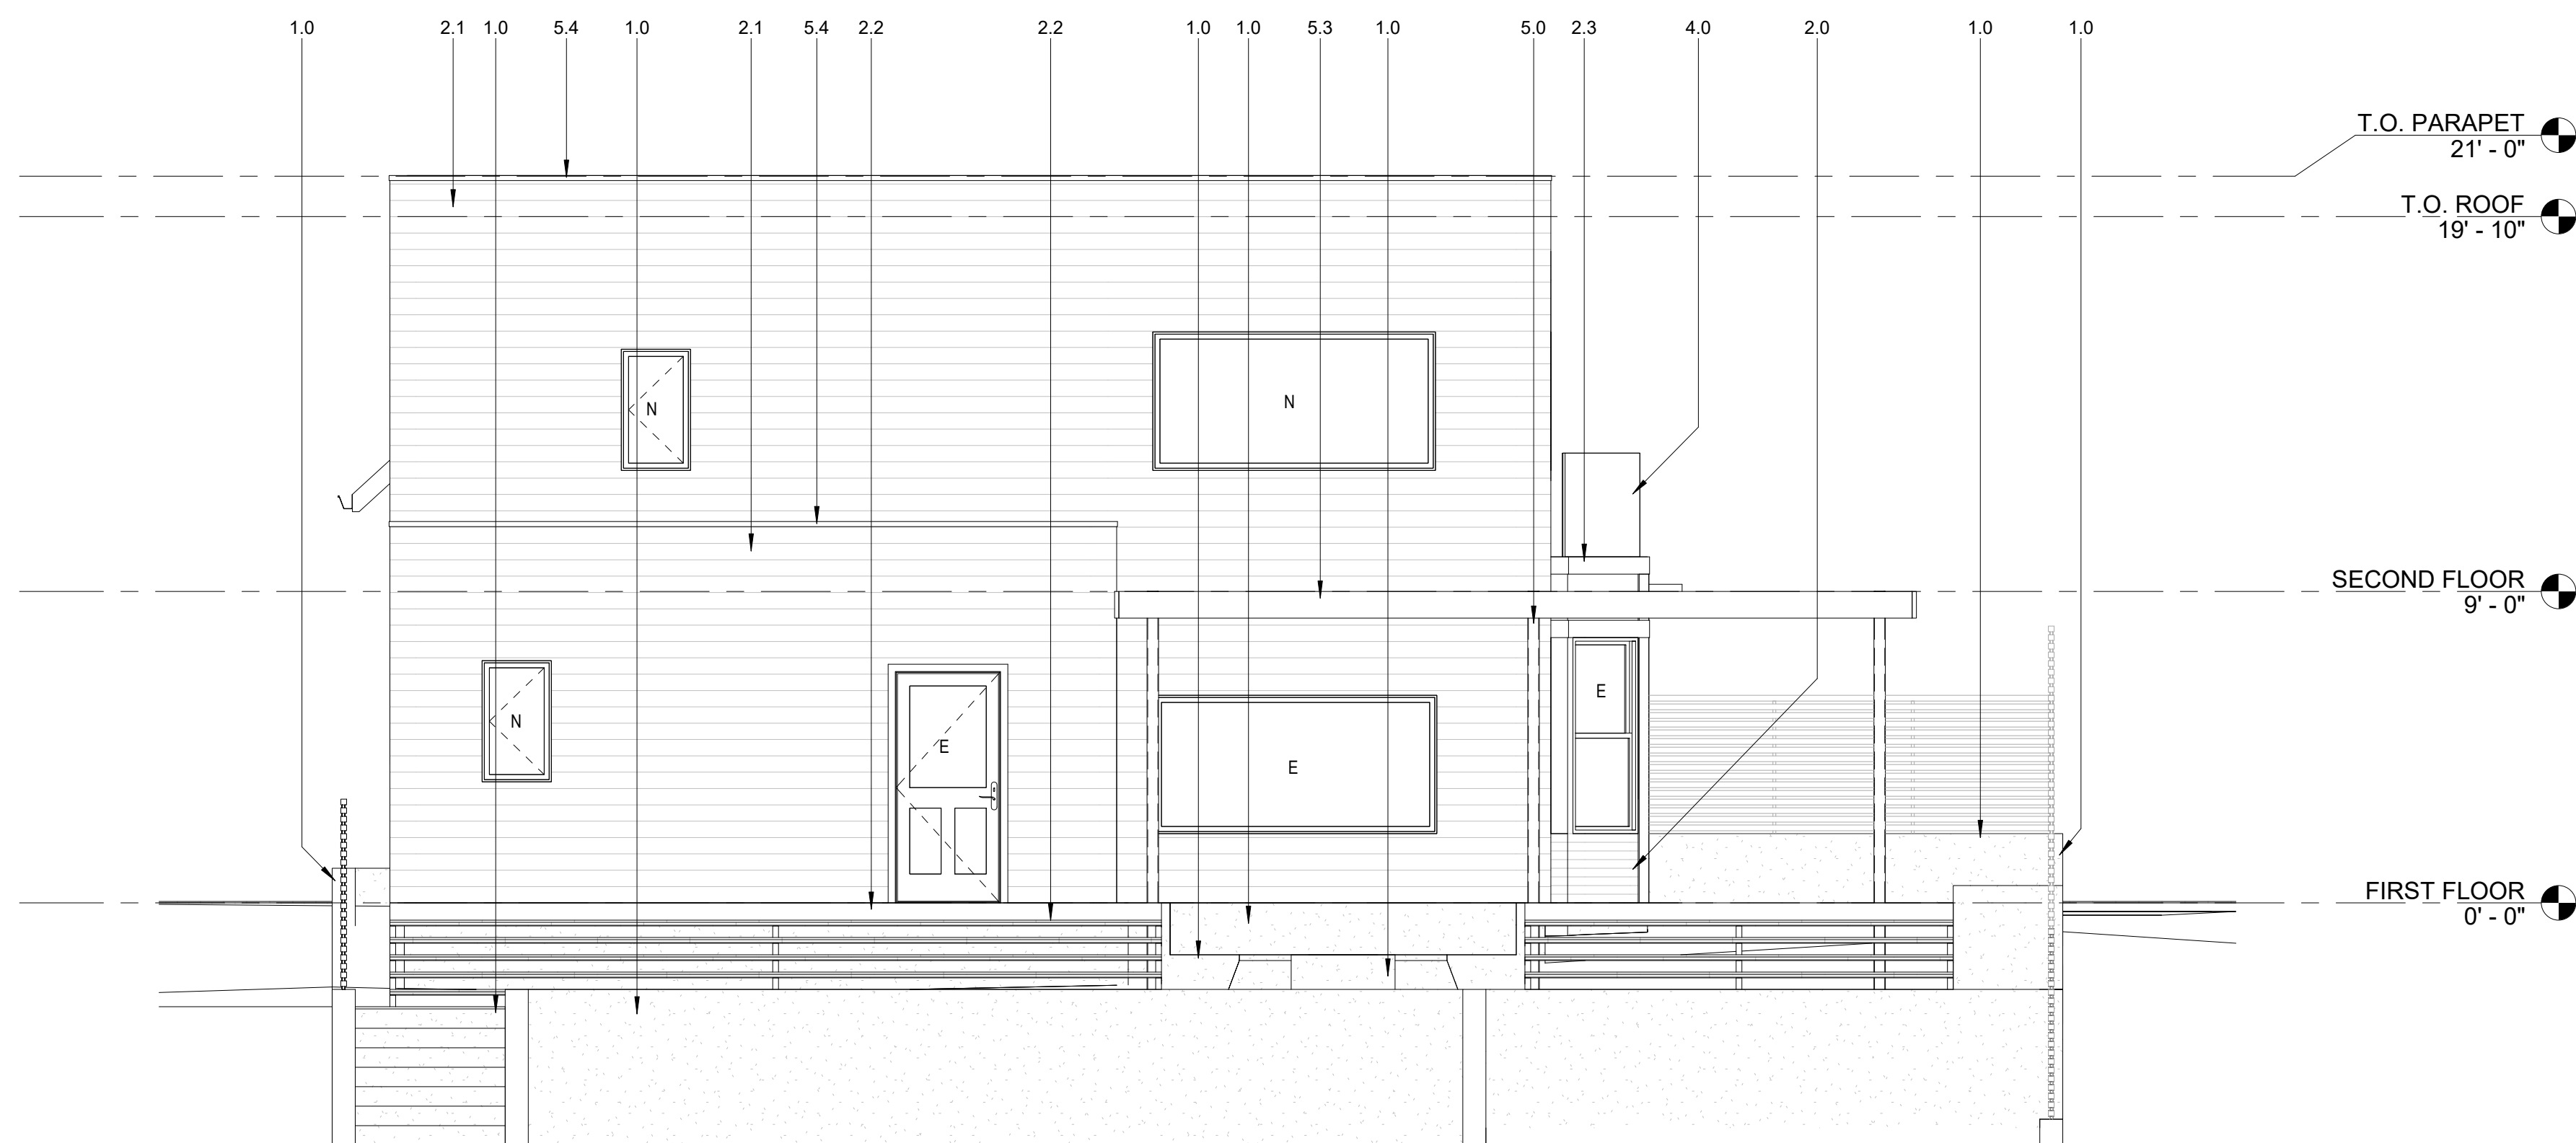 1.0 2.1 1.0 5.4 1.0 2.1 5.4 2.2 2.2 1.0 1.0 5.3 1.0 5.0 2.3 4.0 2.0 1.0 1.0
T.O. PARAPET
21' - 0"
T.O. ROOF
19' - 10"
N
N
SECOND FLOOR
9' - 0"
E
N
E
E
FIRST FLOOR
0' - 0"